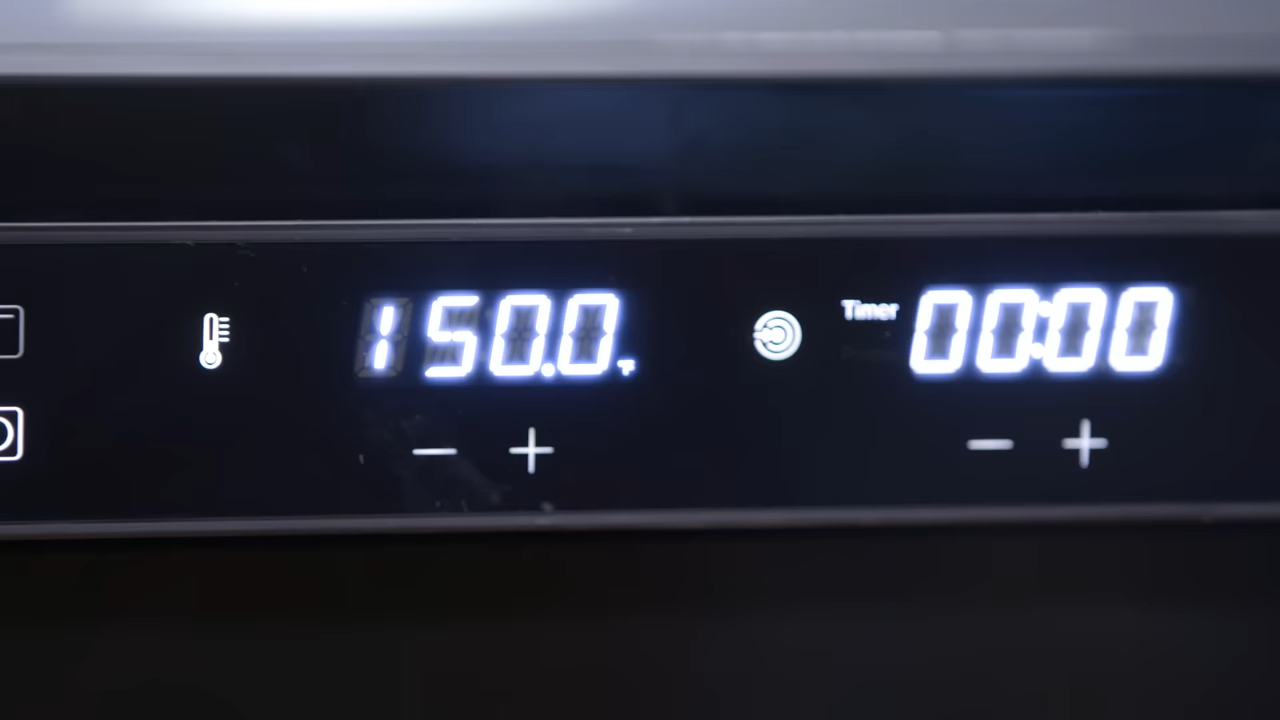 150.0°F
Timer 00:00
- +
- +